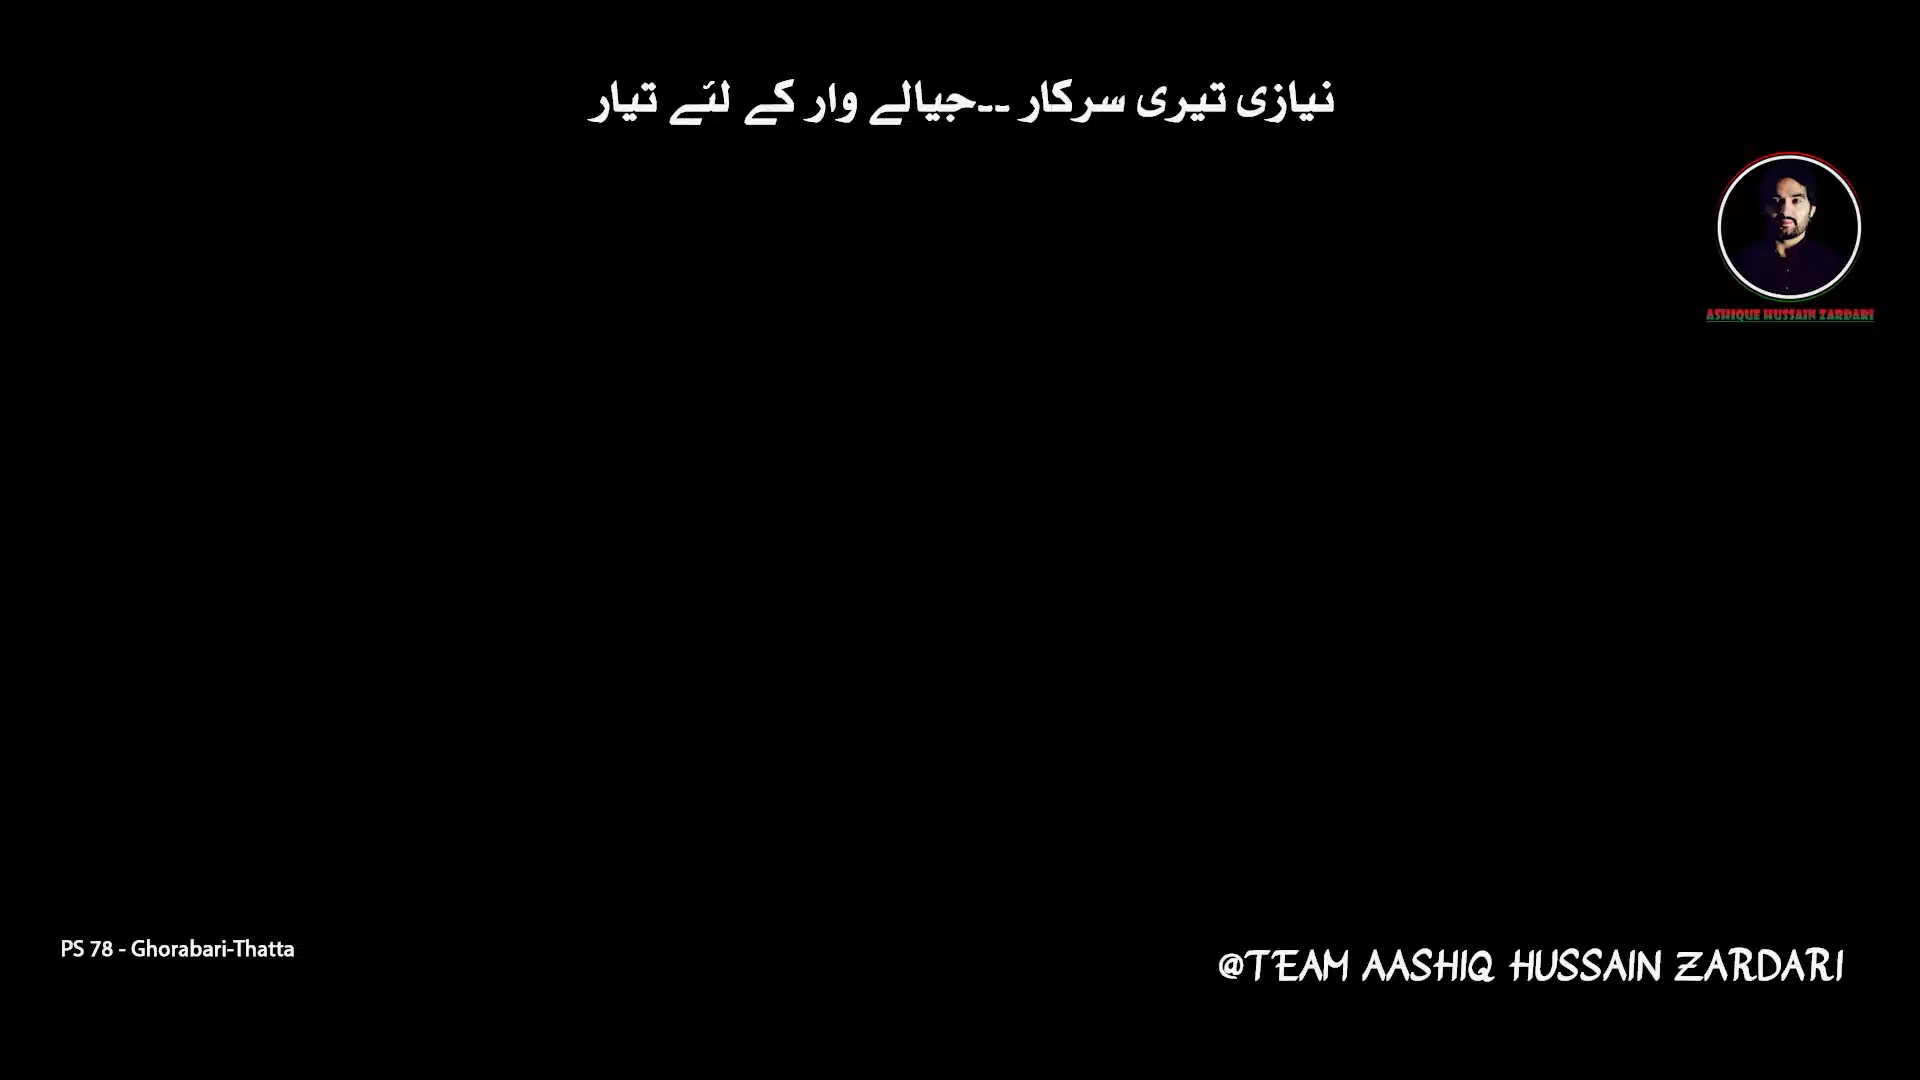 نیازی تیری سرکار --جیالے وار کے لئے تیار
ASHIQUE HUSSAIN ZARDARI
PS 78 - Ghorabari-Thatta
@TEAM AASHIQ HUSSAIN ZARDARI